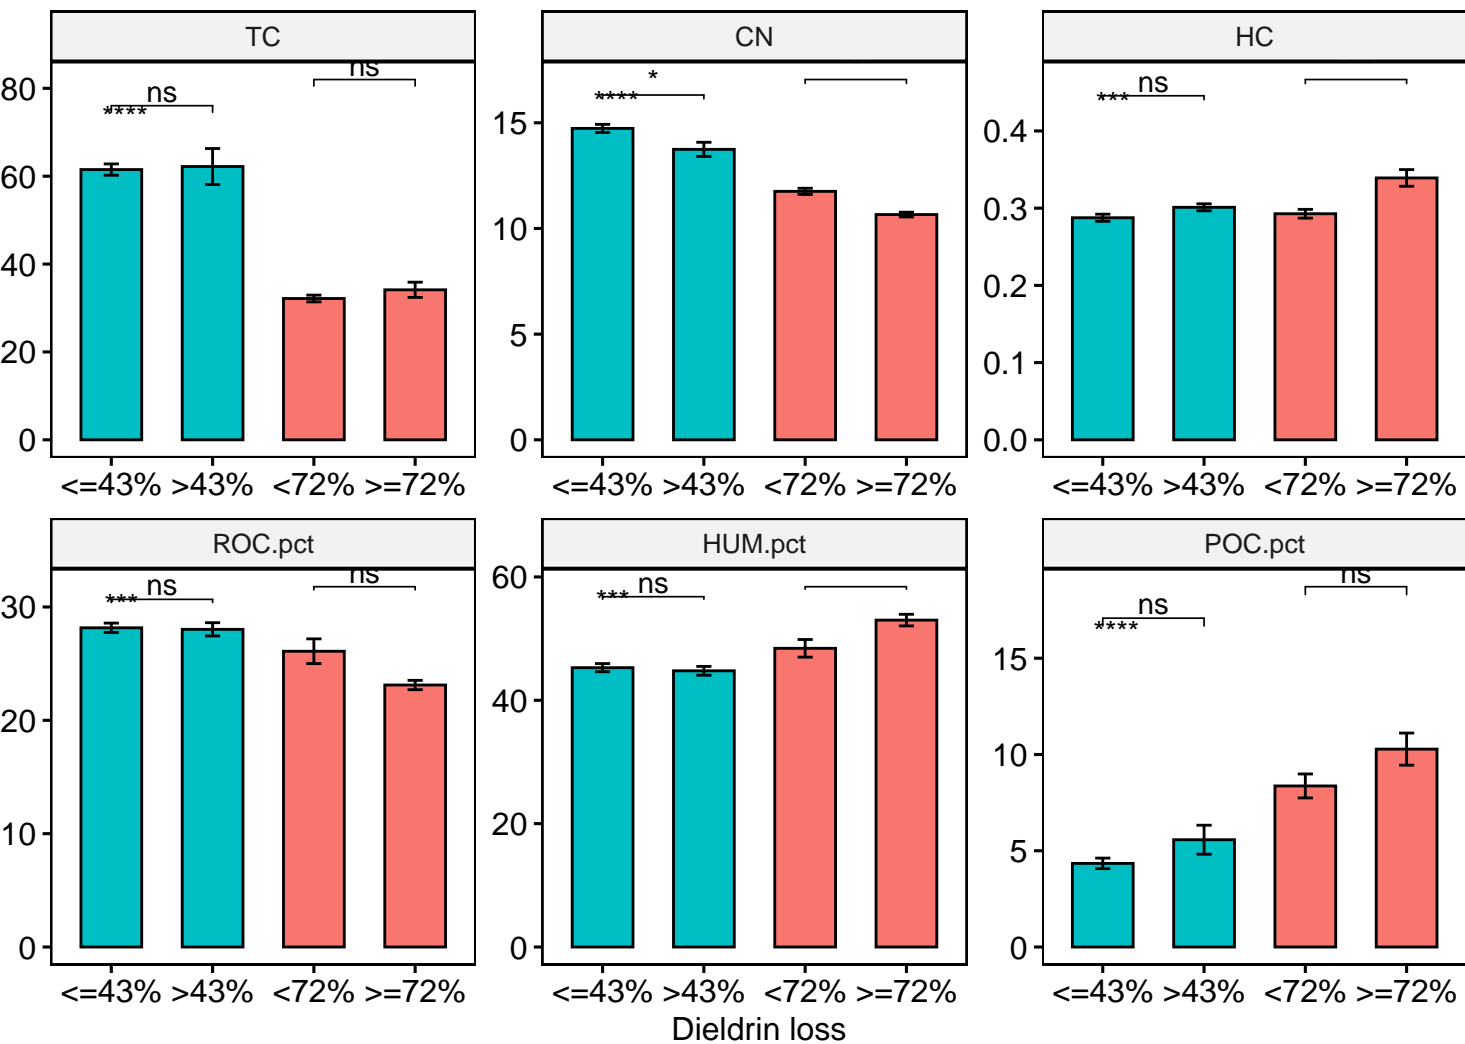 TC
80
60
40
20
0
ns
****
ns
<=43% >43% <72% >=72%
CN
15
10
5
0
*
****
<=43% >43% <72% >=72%
HC
0.4
0.3
0.2
0.1
0.0
ns
***
<=43% >43% <72% >=72%
ROC.pct
30
20
10
0
ns
***
ns
<=43% >43% <72% >=72%
HUM.pct
60
40
20
0
ns
***
<=43% >43% <72% >=72%
POC.pct
15
10
5
0
ns
****
ns
<=43% >43% <72% >=72%
Dieldrin loss